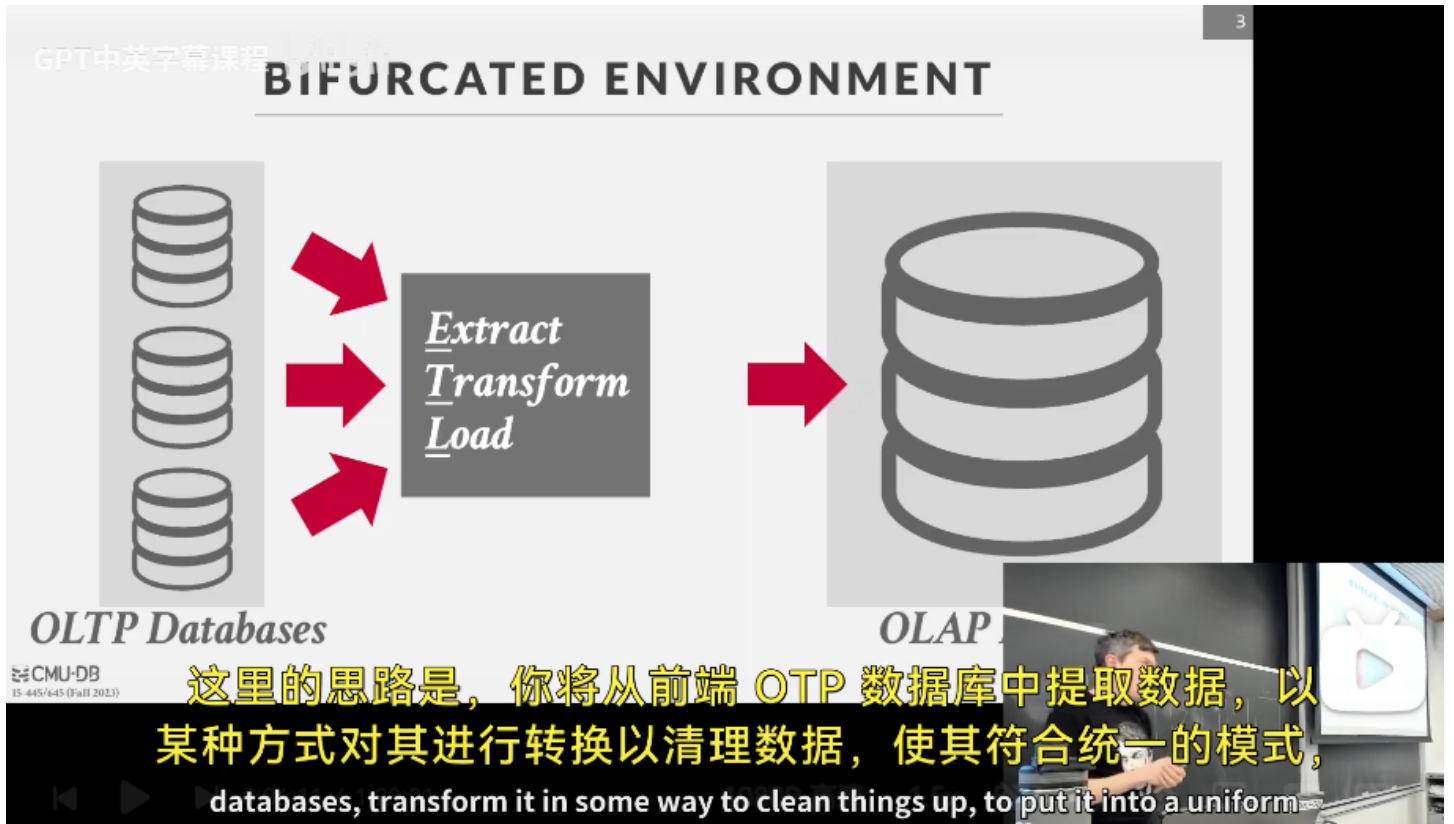 3
GPT中英字幕课程
BIFURCATED ENVIRONMENT
Extract
Transform
Load
OLTP Databases
OLAP
CMU·DB
15-445/645 (Fall 2023)
这里的思路是，你将从前端 OTP 数据库中提取数据，以
某种方式对其进行转换以清理数据，使其符合统一的模式，
databases, transform it in some way to clean things up, to put it into a uniform